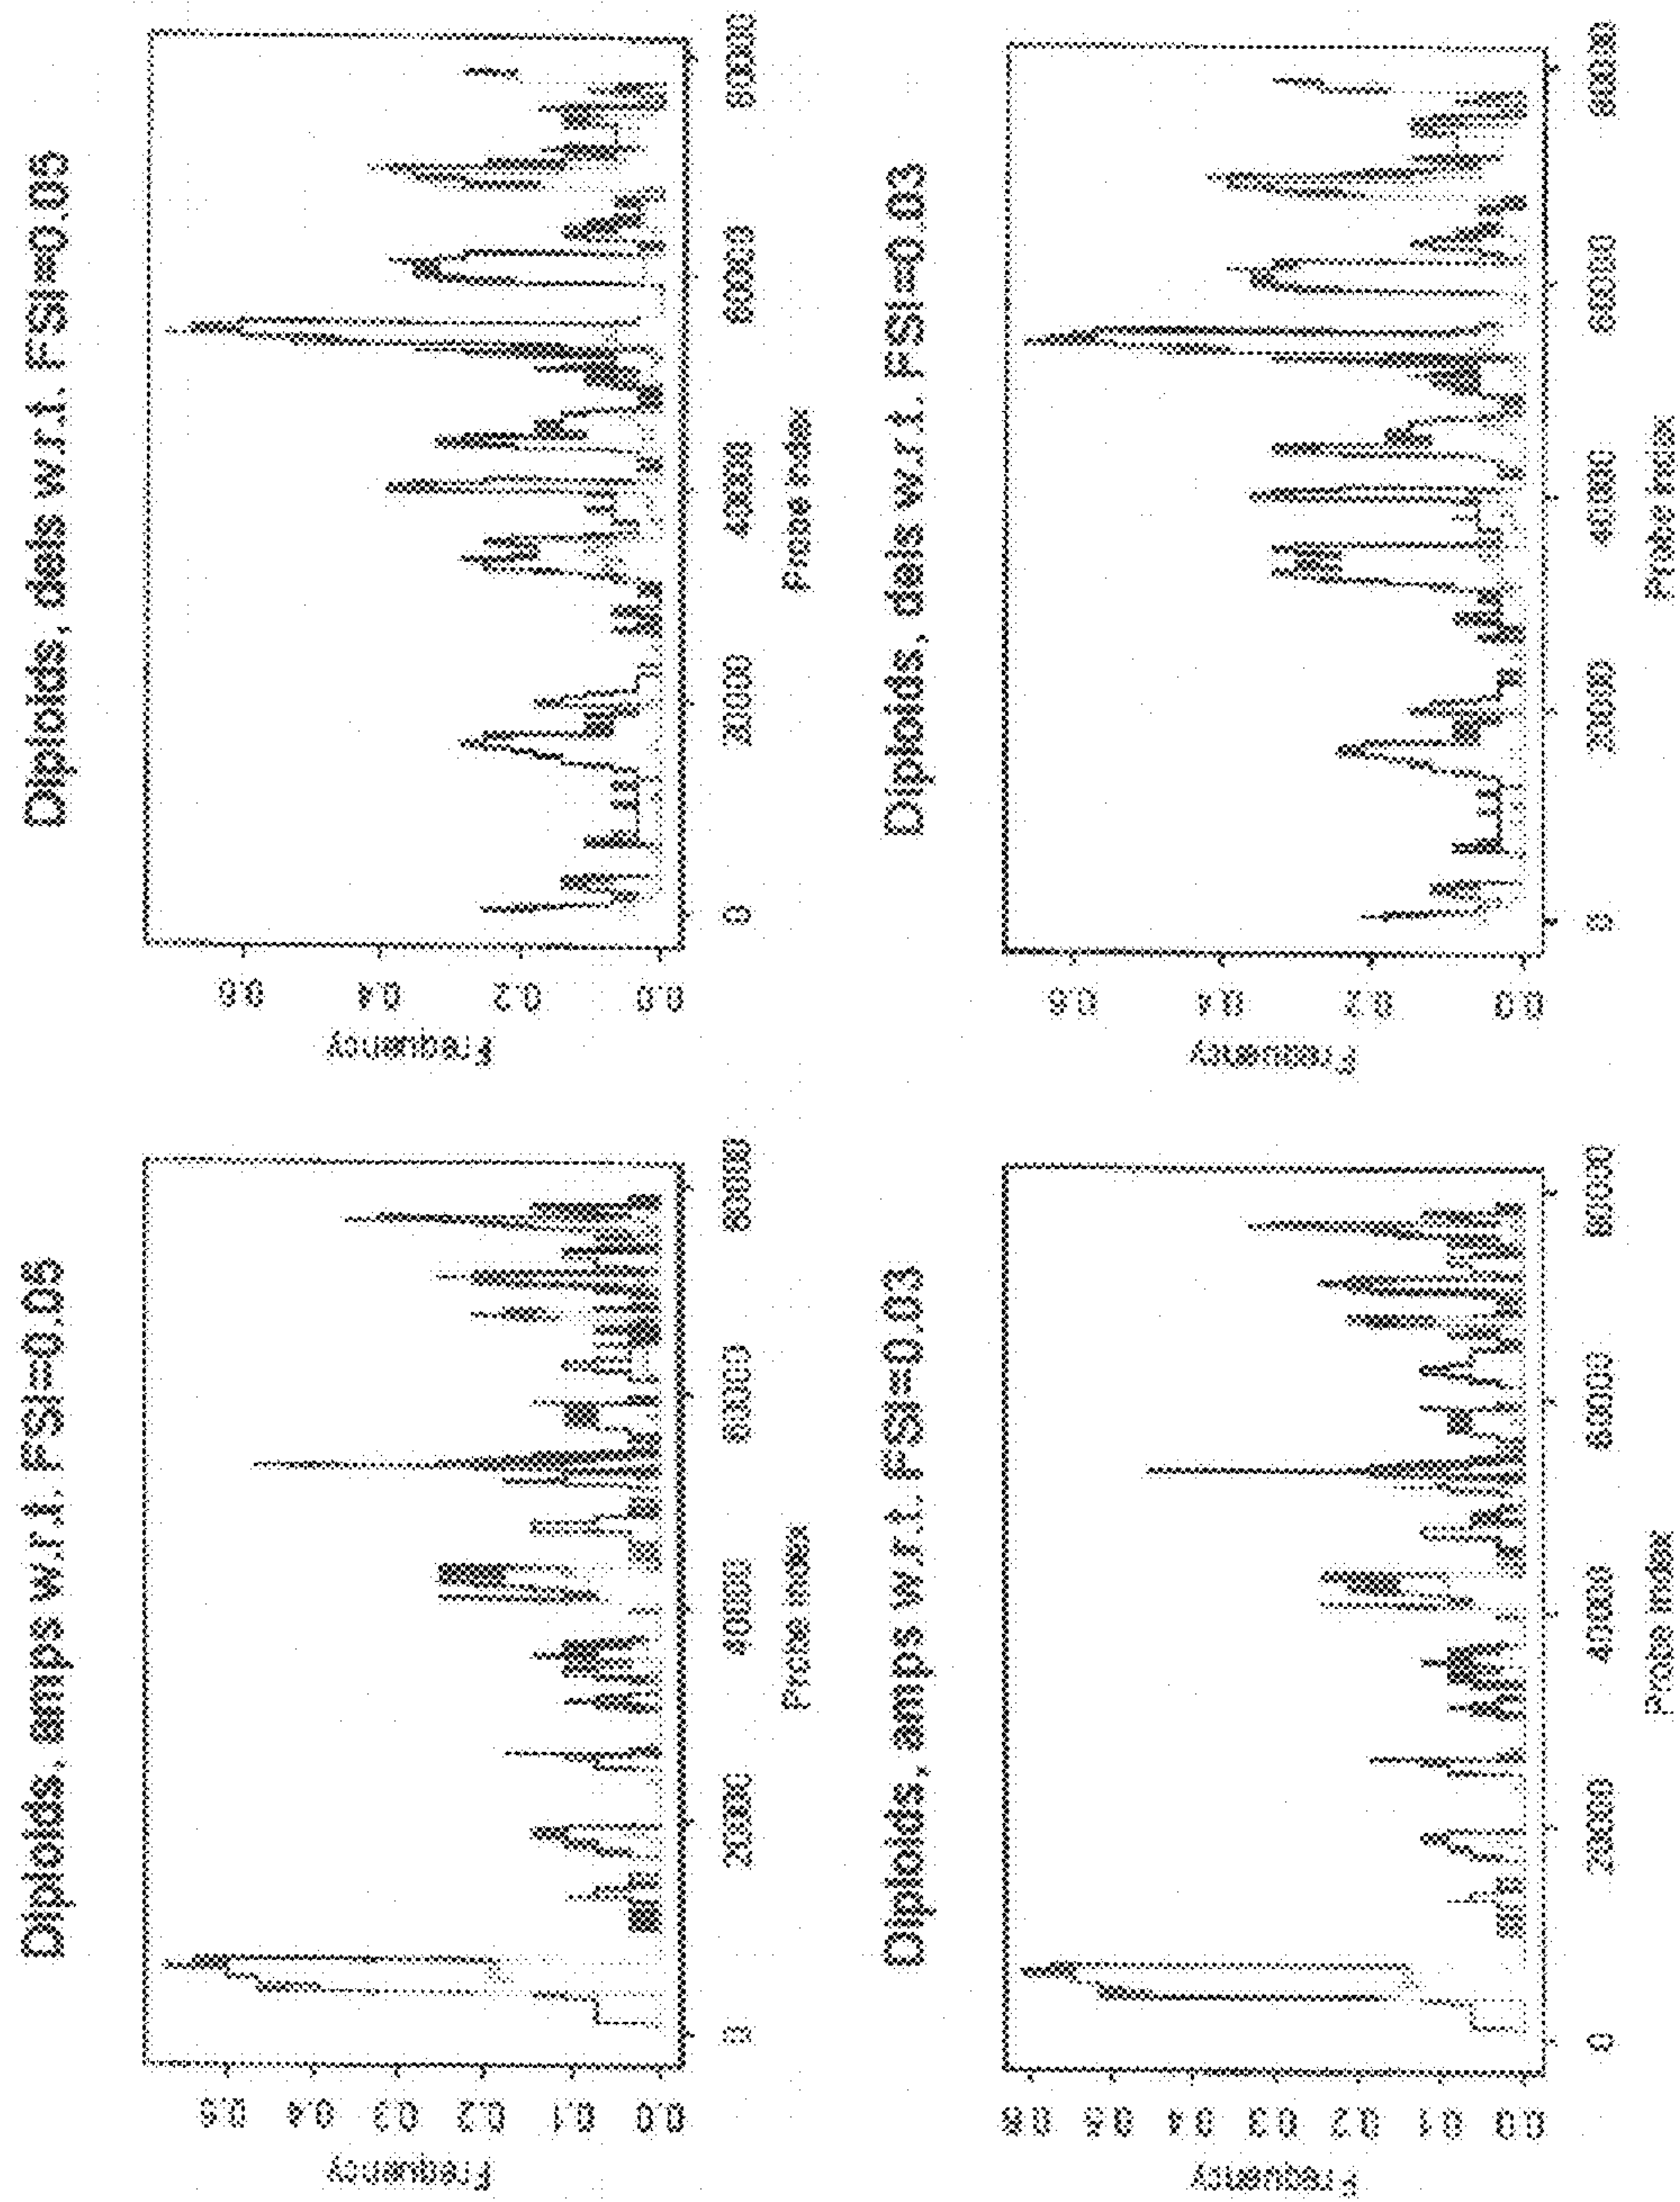 Diploids, amps w.r.t. FSI=0.05
Frequency
0.0 0.1 0.2 0.3 0.4 0.5
0 20000 40000 60000 80000
Probe index
Diploids, dels w.r.t. FSI=0.05
Frequency
0.0 0.2 0.4 0.6
0 20000 40000 60000 80000
Probe index
Diploids, amps w.r.t. FSI=0.03
Frequency
0.0 0.1 0.2 0.3 0.4 0.5 0.6
0 20000 40000 60000 80000
Probe index
Diploids, dels w.r.t. FSI=0.03
Frequency
0.0 0.2 0.4 0.6
0 20000 40000 60000 80000
Probe index